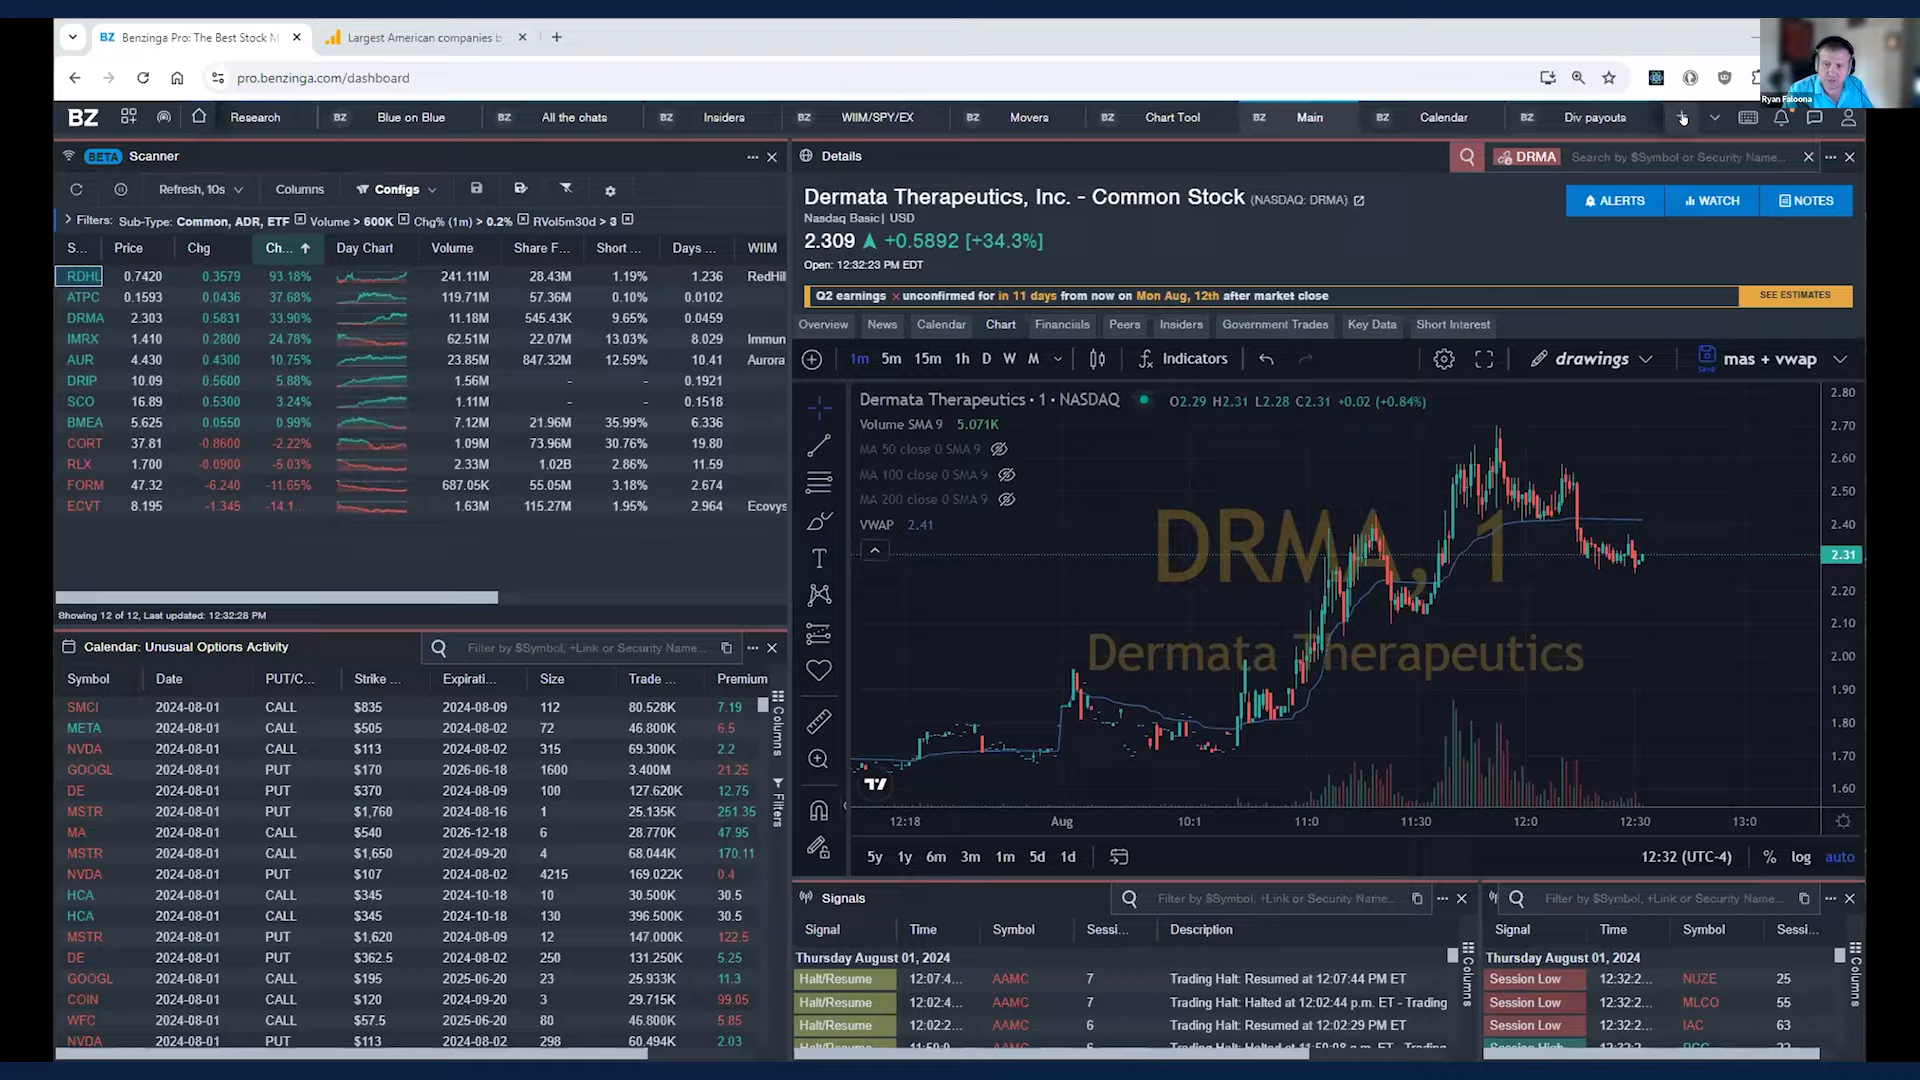 BZ Benzinga Pro: The Best Stock M
Largest American companies b
pro.benzinga.com/dashboard
Ryan Faloona
BZ Research BZ Blue on Blue BZ All the chats BZ Insiders BZ WIIM/SPY/EX BZ Movers BZ Chart Tool BZ Main BZ Calendar BZ Div payouts
BETA Scanner
Refresh, 10s Columns Configs
Filters: Sub-Type: Common, ADR, ETF Volume > 600K Chg% (1m) > 0.2% RVol5m30d > 3
S... Price Chg Ch... Day Chart Volume Share F... Short ... Days ... WIIM
RDHL 0.7420 0.3579 93.18% 241.11M 28.43M 1.19% 1.236 RedHil
ATPC 0.1593 0.0436 37.68% 119.71M 57.36M 0.10% 0.0102
DRMA 2.303 0.5831 33.90% 11.18M 545.43K 9.65% 0.0459
IMRX 1.410 0.2800 24.78% 62.51M 22.07M 13.03% 8.029 Immun
AUR 4.430 0.4300 10.75% 23.85M 847.32M 12.59% 10.41 Aurora
DRIP 10.09 0.5600 5.88% 1.56M - - 0.1921
SCO 16.89 0.5300 3.24% 1.11M - - 0.1518
BMEA 5.625 0.0550 0.99% 7.12M 21.96M 35.99% 6.336
CORT 37.81 -0.8600 -2.22% 1.09M 73.96M 30.76% 19.80
RLX 1.700 -0.0900 -5.03% 2.33M 1.02B 2.86% 11.59
FORM 47.32 -6.240 -11.65% 687.05K 55.05M 3.18% 2.674
ECVT 8.195 -1.345 -14.1... 1.63M 115.27M 1.95% 2.964 Ecovys
Showing 12 of 12, Last updated: 12:32:28 PM
Calendar: Unusual Options Activity
Filter by $Symbol, +Link or Security Name...
Symbol Date PUT/C... Strike ... Expirati... Size Trade ... Premium
SMCI 2024-08-01 CALL $835 2024-08-09 112 80.528K 7.19
META 2024-08-01 CALL $505 2024-08-02 72 46.800K 6.5
NVDA 2024-08-01 CALL $113 2024-08-02 315 69.300K 2.2
GOOGL 2024-08-01 PUT $170 2026-06-18 1600 3.400M 21.25
DE 2024-08-01 PUT $370 2024-08-09 100 127.620K 12.75
MSTR 2024-08-01 PUT $1,760 2024-08-16 1 25.135K 251.35
MA 2024-08-01 CALL $540 2026-12-18 6 28.770K 47.95
MSTR 2024-08-01 CALL $1,650 2024-09-20 4 68.044K 170.11
NVDA 2024-08-01 PUT $107 2024-08-02 4215 169.022K 0.4
HCA 2024-08-01 CALL $345 2024-10-18 10 30.500K 30.5
HCA 2024-08-01 CALL $345 2024-10-18 130 396.500K 30.5
MSTR 2024-08-01 PUT $1,620 2024-08-09 12 147.000K 122.5
DE 2024-08-01 PUT $362.5 2024-08-09 250 131.250K 5.25
GOOGL 2024-08-01 CALL $195 2025-06-20 23 25.933K 11.3
COIN 2024-08-01 CALL $120 2024-09-20 3 29.715K 99.05
WFC 2024-08-01 CALL $57.5 2025-06-20 80 46.800K 5.85
NVDA 2024-08-01 PUT $113 2024-08-02 298 60.494K 2.03
Columns
Filters
Details
DRMA Search by $Symbol or Security Name...
Dermata Therapeutics, Inc. - Common Stock (NASDAQ: DRMA)
ALERTS WATCH NOTES
Nasdaq Basic | USD
2.309 +0.5892 [+34.3%]
Open: 12:32:23 PM EDT
Q2 earnings × unconfirmed for in 11 days from now on Mon Aug, 12th after market close SEE ESTIMATES
Overview News Calendar Chart Financials Peers Insiders Government Trades Key Data Short Interest
1m 5m 15m 1h D W M Indicators drawings Save mas + vwap
Dermata Therapeutics · 1 · NASDAQ O2.29 H2.31 L2.28 C2.31 +0.02 (+0.84%)
Volume SMA 9 5.071K
MA 50 close 0 SMA 9
MA 100 close 0 SMA 9
MA 200 close 0 SMA 9
VWAP 2.41
DRMA, 1
Dermata Therapeutics
2.80
2.70
2.60
2.50
2.40
2.31
2.20
2.10
2.00
1.90
1.80
1.70
1.60
12:18 Aug 10:1 11:0 11:30 12:0 12:30 13:0
5y 1y 6m 3m 1m 5d 1d 12:32 (UTC-4) % log auto
Signals
Filter by $Symbol, +Link or Security Name...
Signal Time Symbol Sessi... Description
Thursday August 01, 2024
Halt/Resume 12:07:4... AAMC 7 Trading Halt: Resumed at 12:07:44 PM ET
Halt/Resume 12:02:4... AAMC 7 Trading Halt: Halted at 12:02:44 p.m. ET - Trading
Halt/Resume 12:02:2... AAMC 6 Trading Halt: Resumed at 12:02:29 PM ET
Columns
Filter by $Symbol, +Link or Security Name...
Signal Time Symbol Sessi...
Thursday August 01, 2024
Session Low 12:32:2... NUZE 25
Session Low 12:32:2... MLCO 55
Session Low 12:32:2... IAC 63
Columns